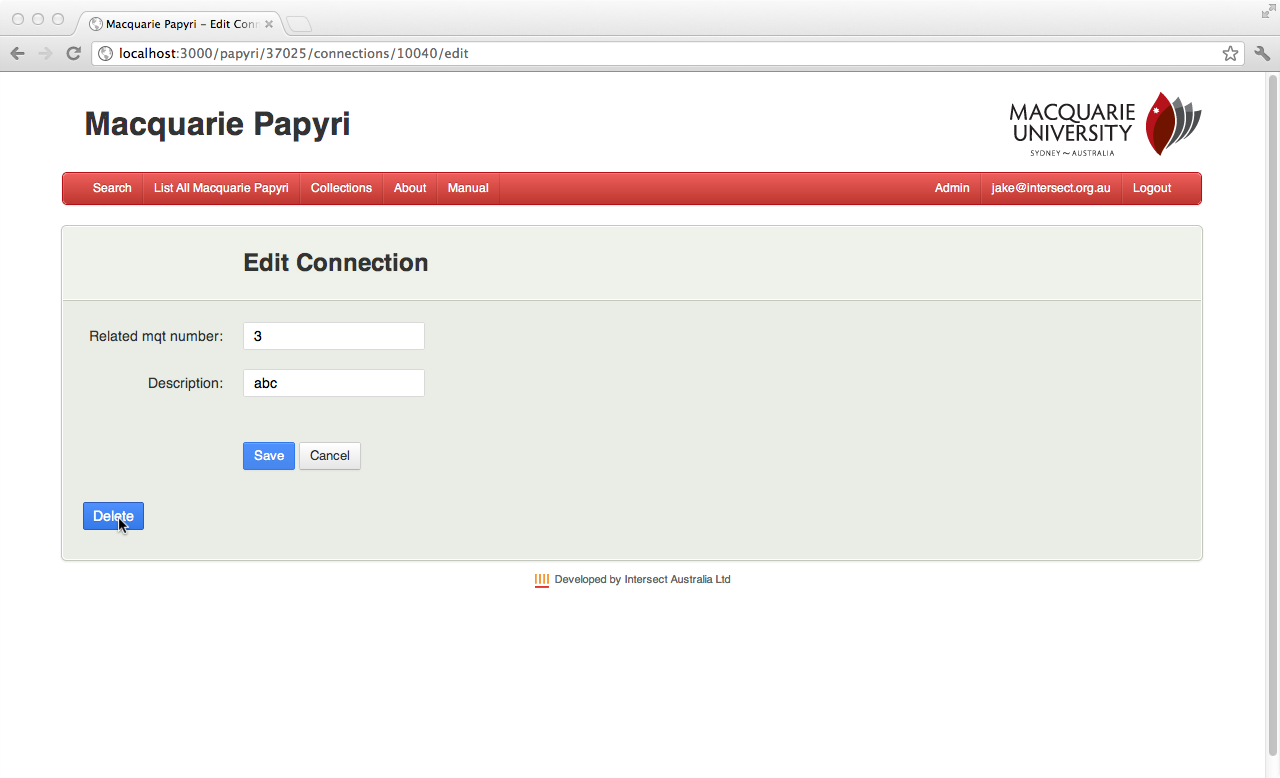 Macquarie Papyri – Edit Conn
localhost:3000/papyri/37025/connections/10040/edit
Macquarie Papyri
MACQUARIE
UNIVERSITY
SYDNEY ~ AUSTRALIA
Search List All Macquarie Papyri Collections About Manual Admin jake@intersect.org.au Logout
Edit Connection
Related mqt number: 3
Description: abc
Save Cancel
Delete
Developed by Intersect Australia Ltd